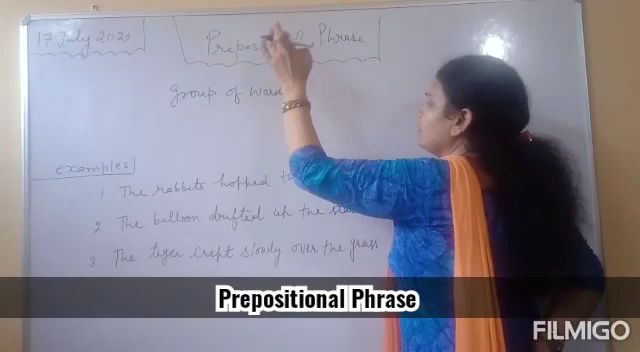 17 July 2020
Phrase
Group of
examples
1 The rabbits hopped
2 The balloon drifted up the
3 The tiger crept slowly over the grass
Prepositional Phrase
FILMIGO